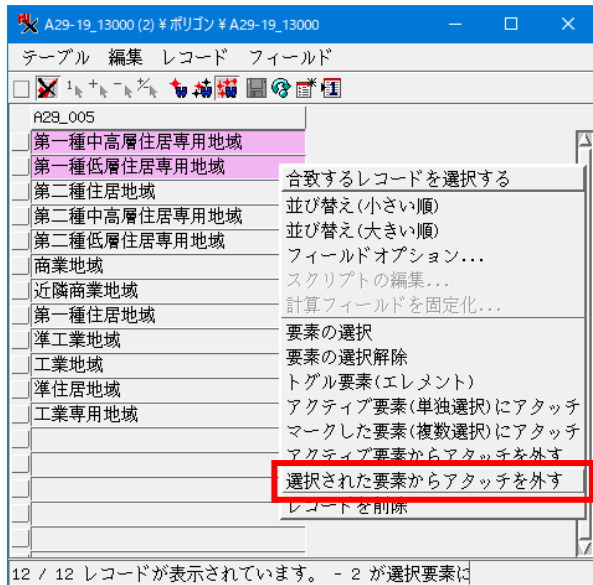 A29-19_13000 (2) ¥ ポリゴン ¥ A29-19_13000
テーブル 編集 レコード フィールド
A29_005
第一種中高層住居専用地域
第一種低層住居専用地域
第二種住居地域
第二種中高層住居専用地域
第二種低層住居専用地域
商業地域
近隣商業地域
第一種住居地域
準工業地域
工業地域
準住居地域
工業専用地域
合致するレコードを選択する
並び替え(小さい順)
並び替え(大きい順)
フィールドオプション...
スクリプトの編集...
計算フィールドを固定化...
要素の選択
要素の選択解除
トグル要素(エレメント)
アクティブ要素(単独選択)にアタッチ
マークした要素(複数選択)にアタッチ
アクティブ要素からアタッチを外す
選択された要素からアタッチを外す
レコードを削除
12 / 12 レコードが表示されています。 - 2 が選択要素に